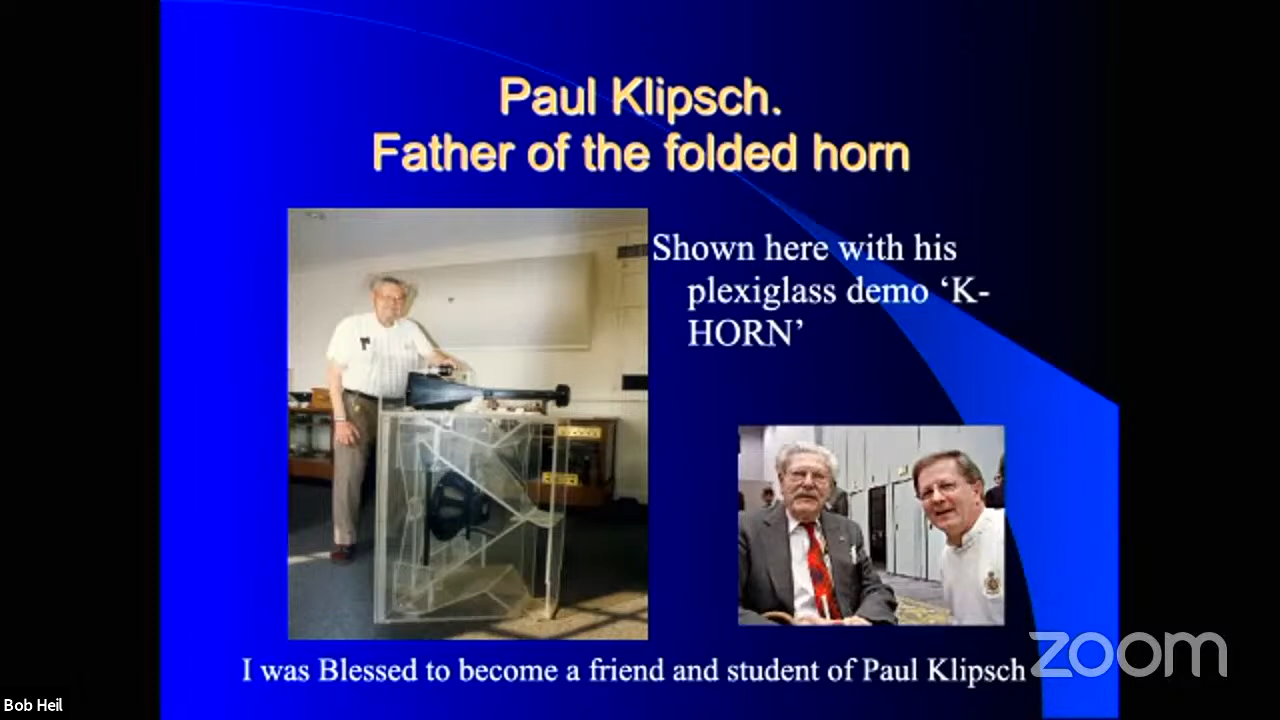 Paul Klipsch.
Father of the folded horn
Shown here with his
plexiglass demo ‘K-
HORN’
I was Blessed to become a friend and student of Paul Klipsch
zoom
Bob Heil